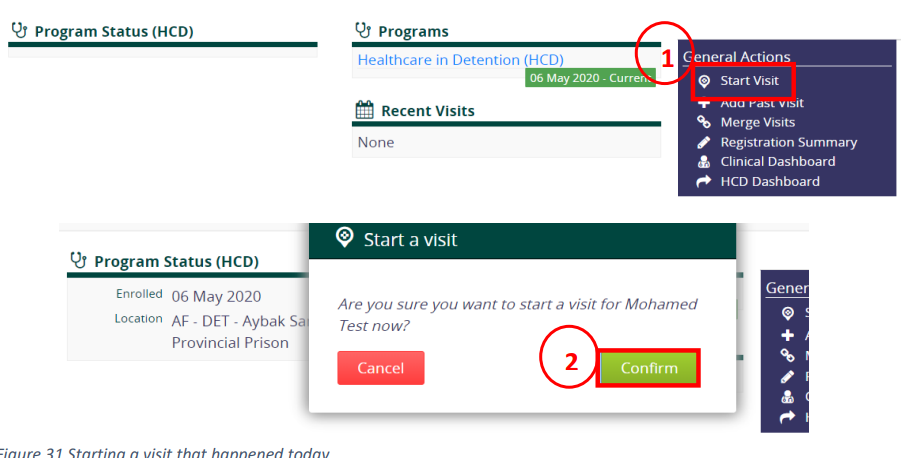 Program Status (HCD)
Programs
Healthcare in Detention (HCD)
06 May 2020 - Current
Recent Visits
None
1
General Actions
Start Visit
Add Past Visit
Merge Visits
Registration Summary
Clinical Dashboard
HCD Dashboard
Start a visit
Program Status (HCD)
Enrolled 06 May 2020
Location AF - DET - Aybak Sa
Provincial Prison
Are you sure you want to start a visit for Mohamed
Test now?
Cancel
2
Confirm
Gener
Figure 31 Starting a visit that happened today